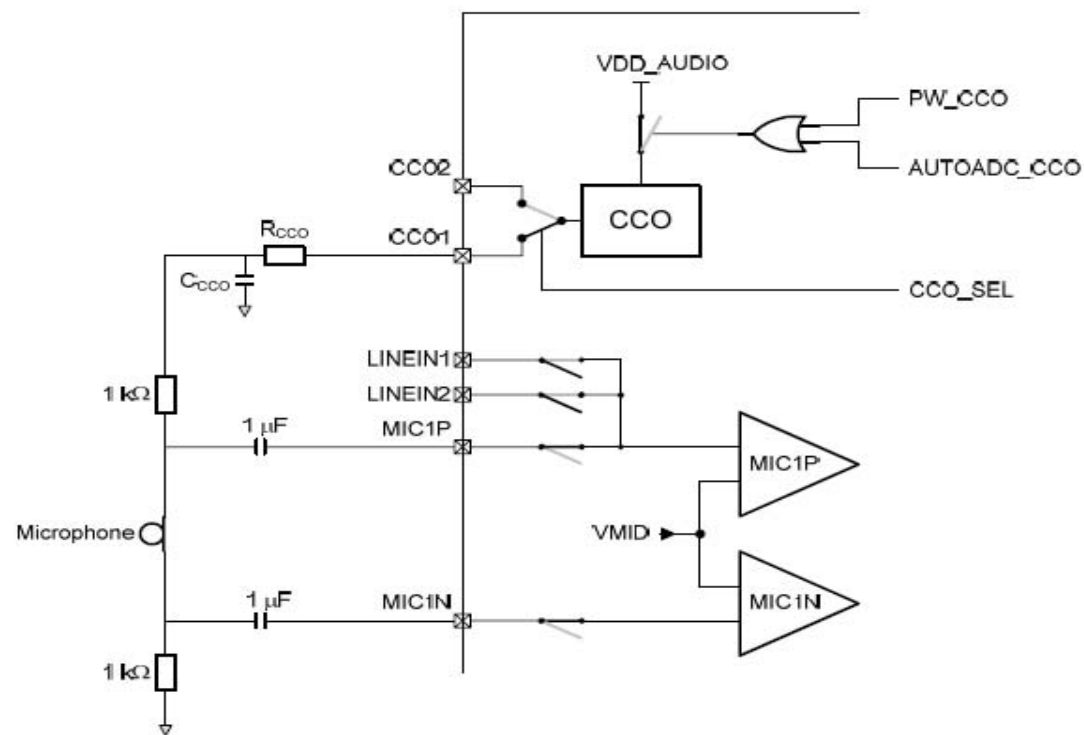 VDD_AUDIO
PW_CCO
AUTOADC_CCO
CCO2
CCO
RCCO
CCO1
CCCO
CCO_SEL
LINEIN1
1 kΩ
LINEIN2
1 µF
MIC1P
MIC1P
Microphone
VMID
1 µF
MIC1N
MIC1N
1 kΩ